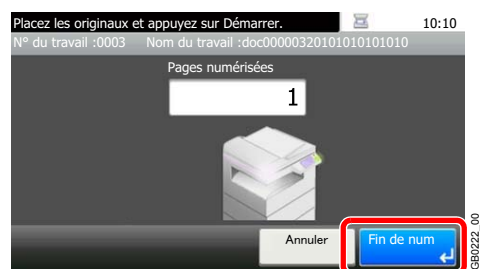 Placez les originaux et appuyez sur Démarrer.
10:10
N° du travail :0003 Nom du travail :doc00000320101010101010
Pages numérisées
1
Annuler
Fin de num
GB0222_00